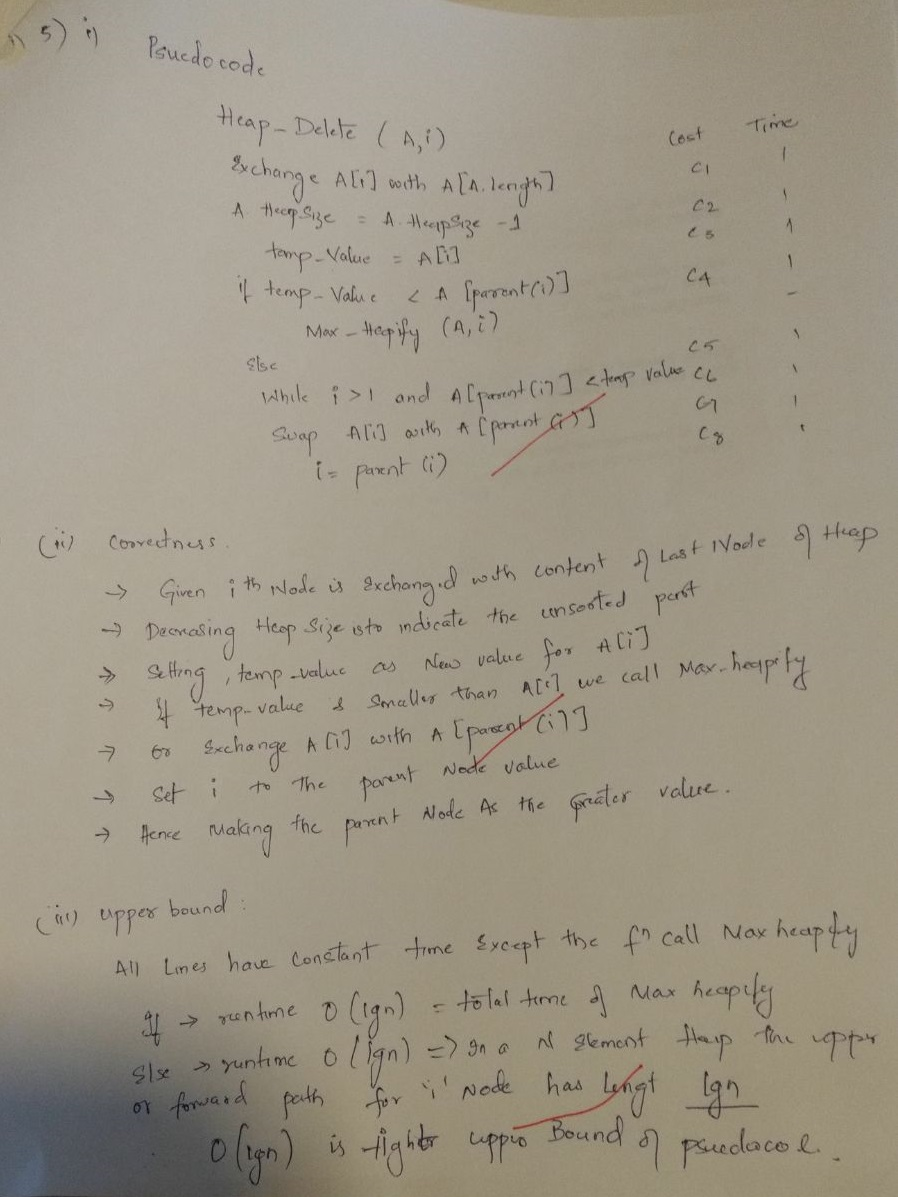 5) i)
Psuedocode
Heap-Delete (A,i) Cost Time
Exchange A[i] with A[A.length] C1 1
A. HeapSize = A. HeapSize -1 C2 1
temp-Value = A[i] C3 1
if temp-Value < A [parent(i)] C4 1
Max-Heapify (A,i) -
Else C5 1
While i>1 and A[parent(i)] < temp value C6 1
Swap A[i] with A [parent (i)] C7 1
i = parent (i) C8
(ii) Correctness.
→ Given ith Node is Exchanged with content of Last Node of Heap
→ Decreasing Heap Size is to indicate the unsorted part
→ Setting, temp-value as New value for A[i]
→ If temp-value is smaller than A[i] we call Max-heapify
→ or Exchange A[i] with A [parent (i)]
→ Set i to the parent Node value
→ Hence Making the parent Node As the Greater value.
(iii) upper bound :
All Lines have Constant time Except the fn call Max heapify
If → runtime O(lgn) = total time of Max heapify
Else → runtime O(lgn) => In a N Element Heap the upper
or forward path for 'i' Node has lengt lgn
O(lgn) is tighter uppro Bound of psuedacode.